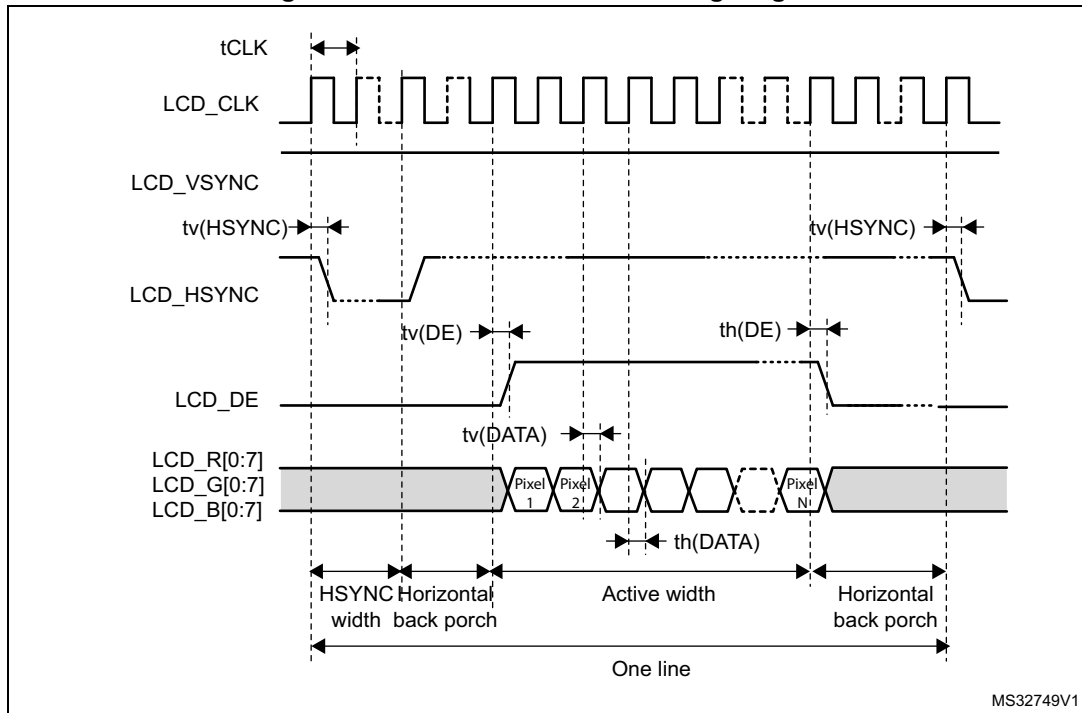 tCLK
LCD_CLK
LCD_VSYNC
tv(HSYNC) tv(HSYNC)
LCD_HSYNC
tv(DE) th(DE)
LCD_DE
tv(DATA)
LCD_R[0:7]
LCD_G[0:7]
LCD_B[0:7]
Pixel 1
Pixel 2
Pixel N
th(DATA)
HSYNC width
Horizontal back porch
Active width
Horizontal back porch
One line
MS32749V1